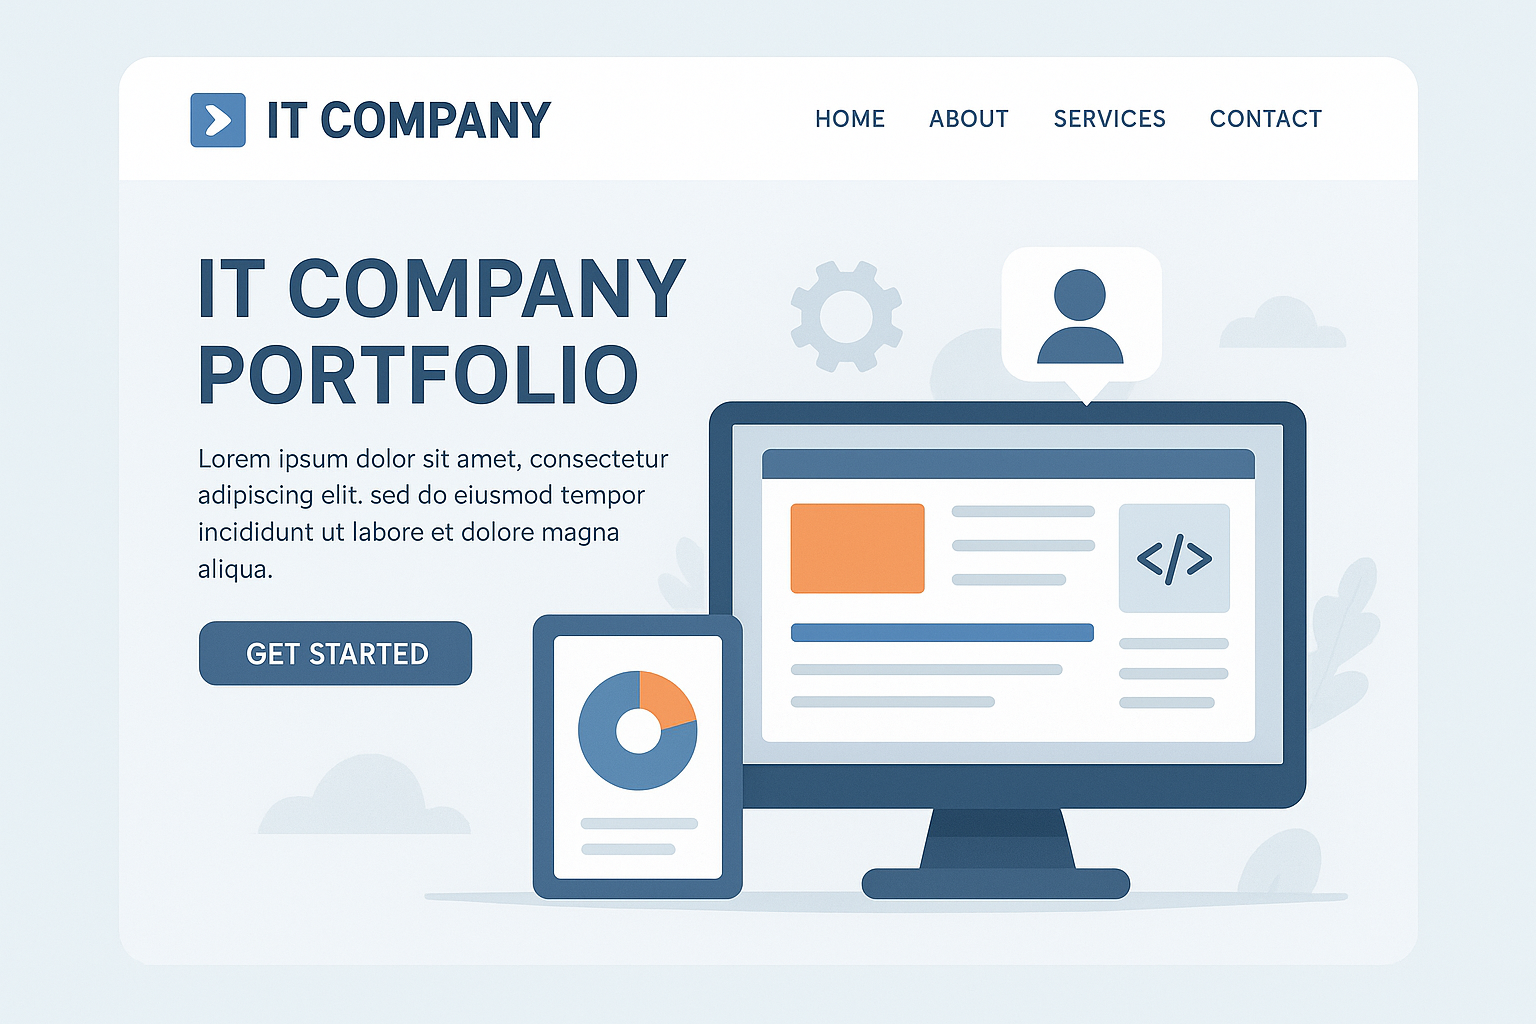 IT COMPANY
HOME ABOUT SERVICES CONTACT
IT COMPANY
PORTFOLIO
Lorem ipsum dolor sit amet, consectetur
adipiscing elit. sed do eiusmod tempor
incididunt ut labore et dolore magna
aliqua.
GET STARTED
</>